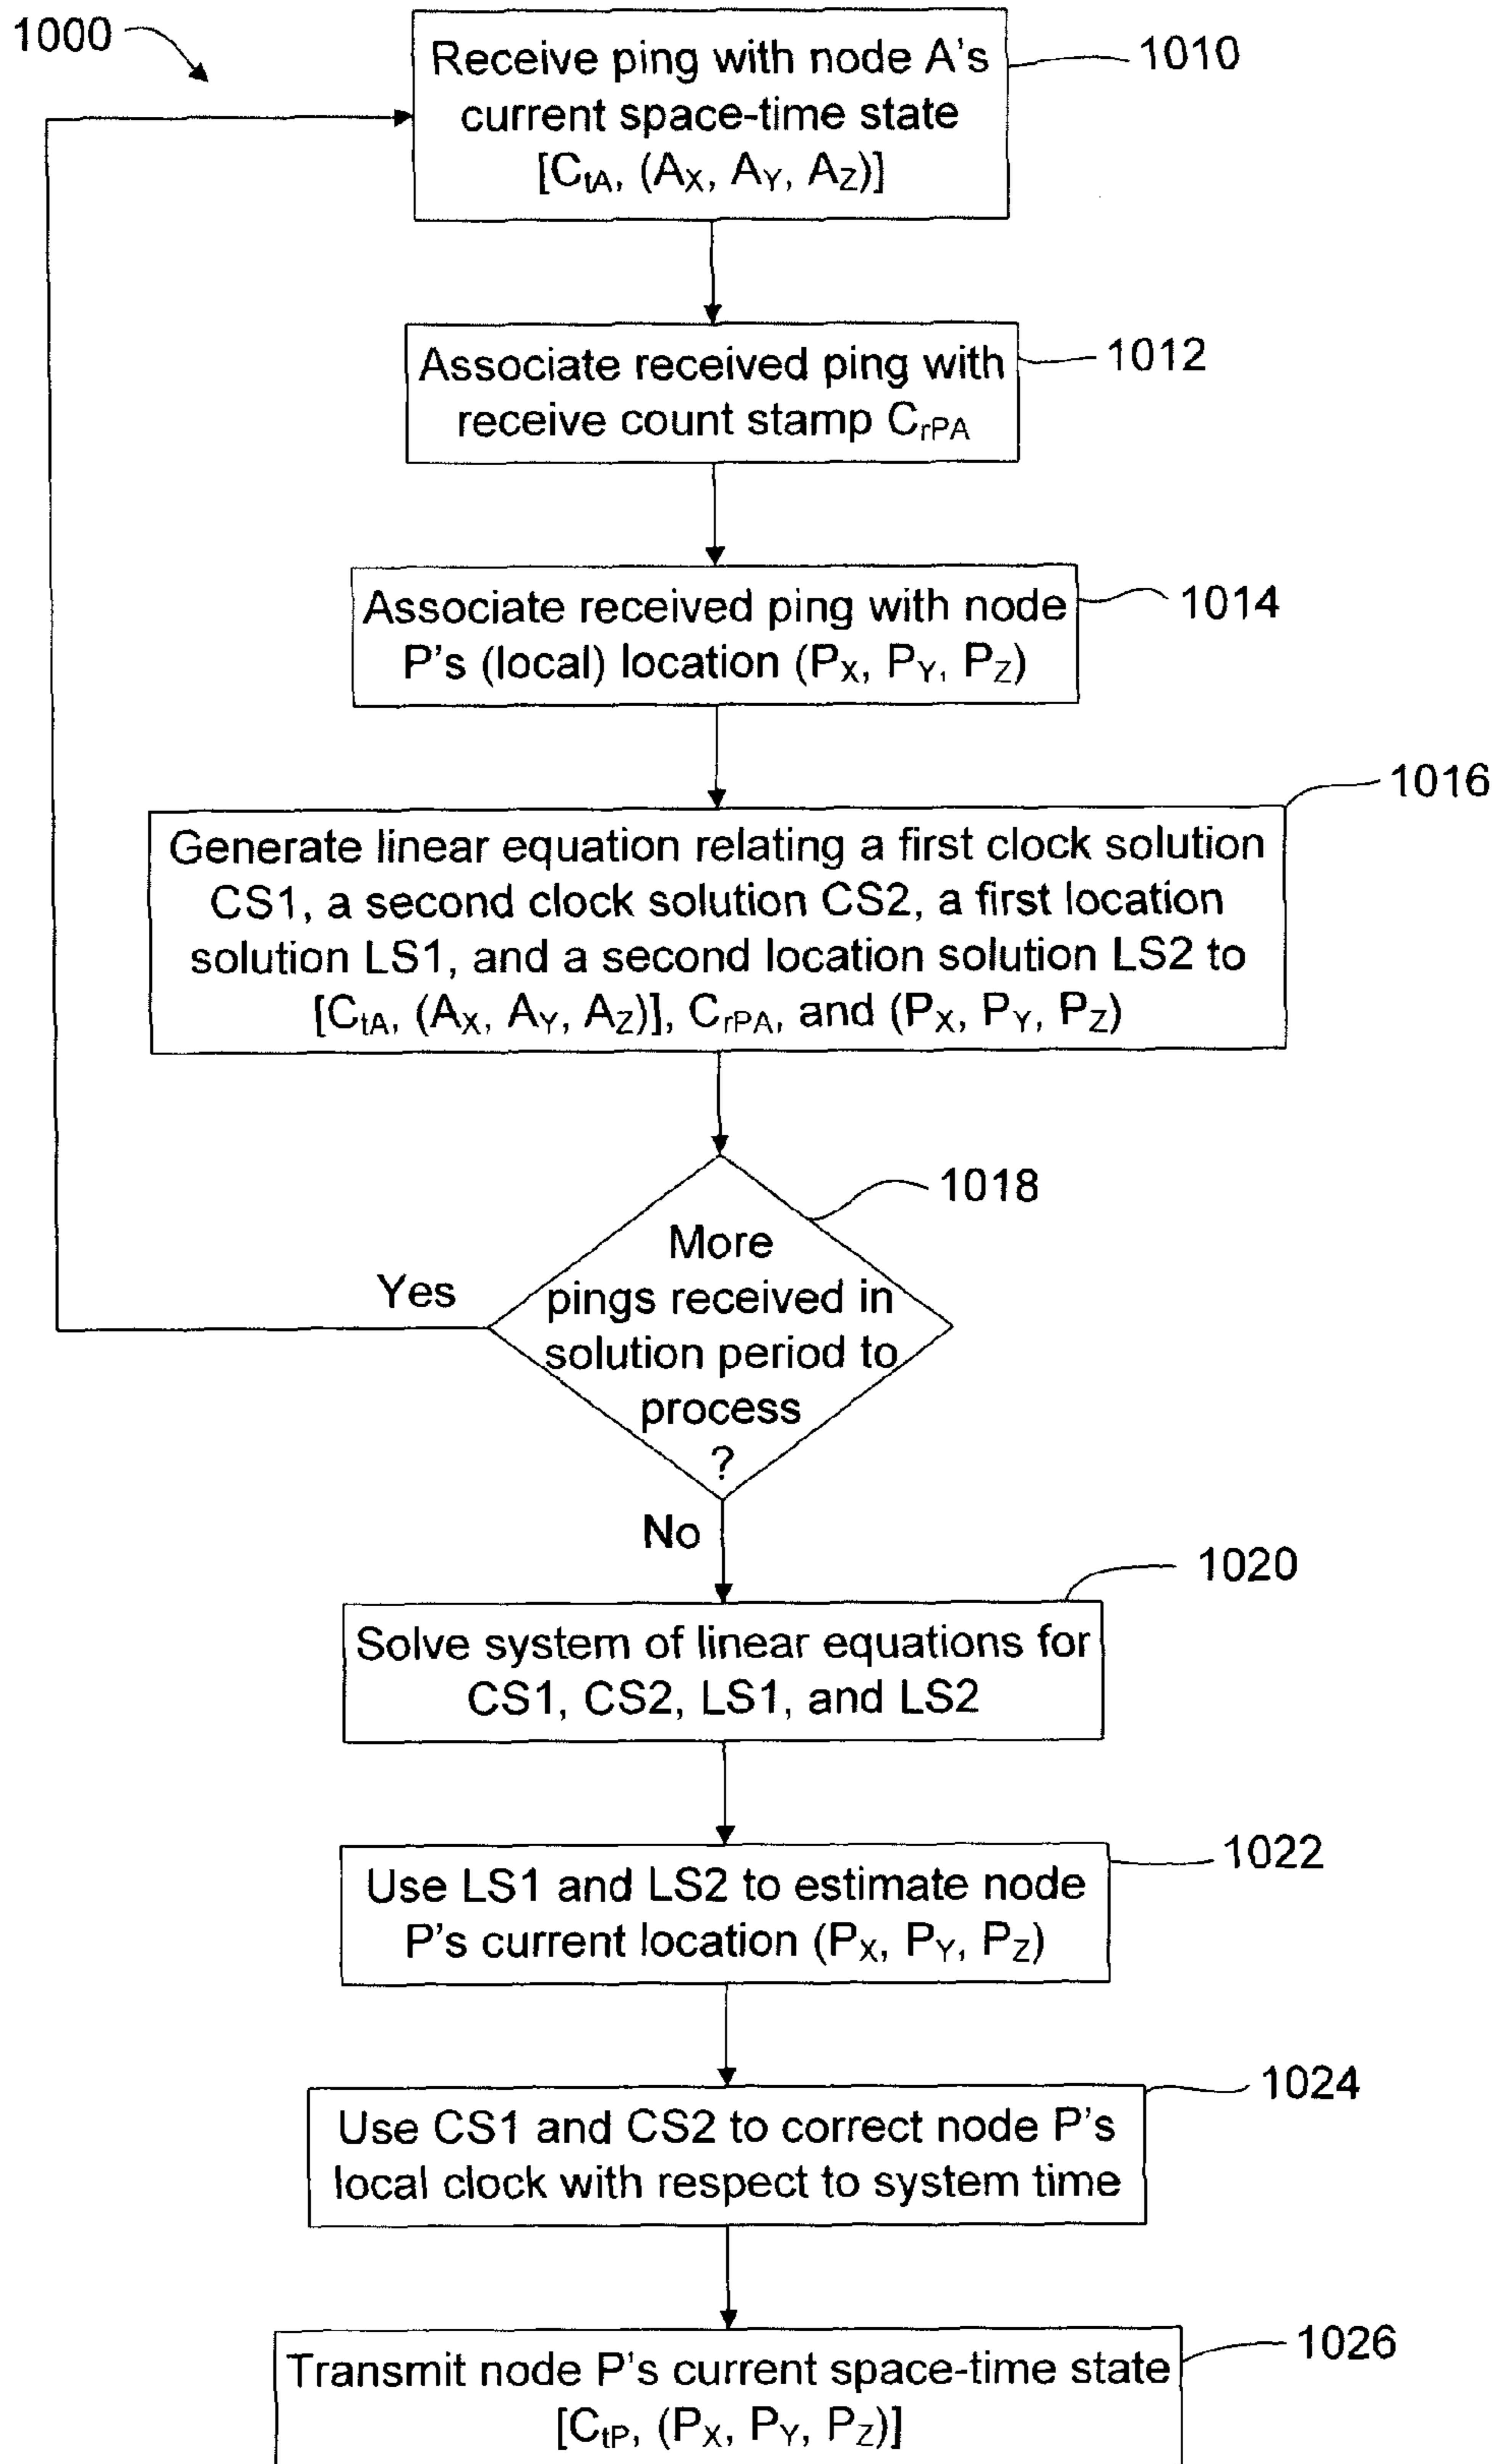 1000
Receive ping with node A's
current space-time state
[CtA, (AX, AY, AZ)]
1010
Associate received ping with
receive count stamp CrPA
1012
Associate received ping with node
P's (local) location (PX, PY, PZ)
1014
Generate linear equation relating a first clock solution
CS1, a second clock solution CS2, a first location
solution LS1, and a second location solution LS2 to
[CtA, (AX, AY, AZ)], CrPA, and (PX, PY, PZ)
1016
More
pings received in
solution period to
process
?
1018
Yes
No
Solve system of linear equations for
CS1, CS2, LS1, and LS2
1020
Use LS1 and LS2 to estimate node
P's current location (PX, PY, PZ)
1022
Use CS1 and CS2 to correct node P's
local clock with respect to system time
1024
Transmit node P's current space-time state
[CtP, (PX, PY, PZ)]
1026